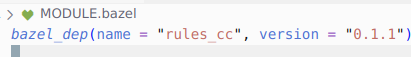 MODULE.bazel
bazel_dep(name = "rules_cc", version = "0.1.1")